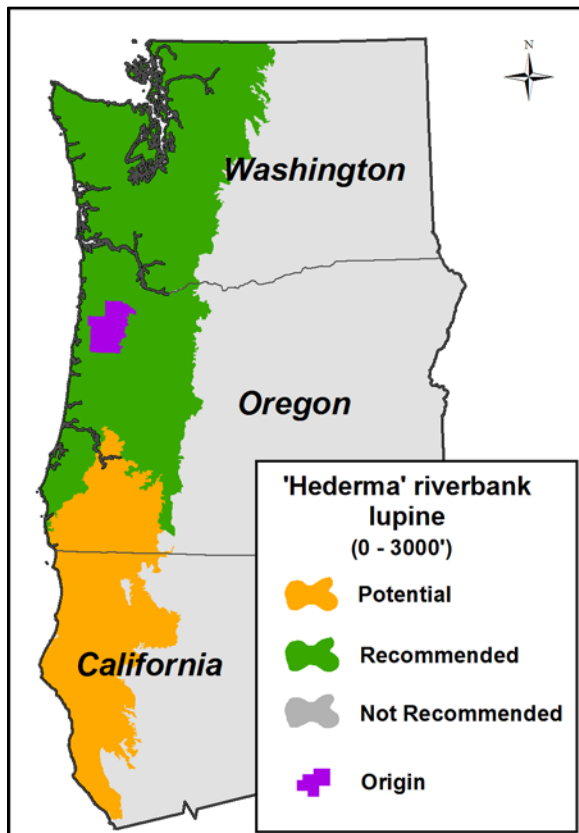 N
Washington
Oregon
California
'Hederma' riverbank
lupine
(0 - 3000')
Potential
Recommended
Not Recommended
Origin